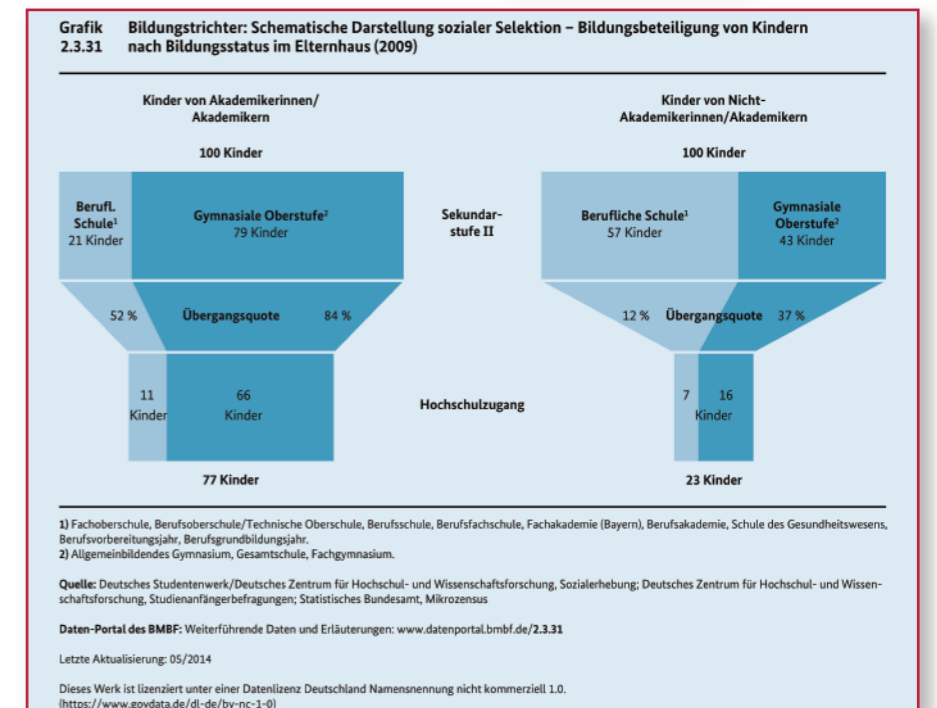 Grafik 2.3.31
Bildungstrichter: Schematische Darstellung sozialer Selektion – Bildungsbeteiligung von Kindern
nach Bildungsstatus im Elternhaus (2009)
Kinder von Akademikerinnen/
Akademikern
100 Kinder
Kinder von Nicht-
Akademikerinnen/Akademikern
100 Kinder
Berufl.
Schule¹
21 Kinder
Gymnasiale Oberstufe²
79 Kinder
Sekundar-
stufe II
Berufliche Schule¹
57 Kinder
Gymnasiale
Oberstufe²
43 Kinder
52 % Übergangsquote 84 %
12 % Übergangsquote 37 %
11
Kinder
66
Kinder
Hochschulzugang
7 16
Kinder
77 Kinder
23 Kinder
1) Fachoberschule, Berufsoberschule/Technische Oberschule, Berufsschule, Berufsfachschule, Fachakademie (Bayern), Berufsakademie, Schule des Gesundheitswesens,
Berufsvorbereitungsjahr, Berufsgrundbildungsjahr.
2) Allgemeinbildendes Gymnasium, Gesamtschule, Fachgymnasium.
Quelle: Deutsches Studentenwerk/Deutsches Zentrum für Hochschul- und Wissenschaftsforschung, Sozialerhebung; Deutsches Zentrum für Hochschul- und Wissen-
schaftsforschung, Studienanfängerbefragungen; Statistisches Bundesamt, Mikrozensus
Daten-Portal des BMBF: Weiterführende Daten und Erläuterungen: www.datenportal.bmbf.de/2.3.31
Letzte Aktualisierung: 05/2014
Dieses Werk ist lizenziert unter einer Datenlizenz Deutschland Namensnennung nicht kommerziell 1.0.
(https://www.govdata.de/dl-de/by-nc-1-0)